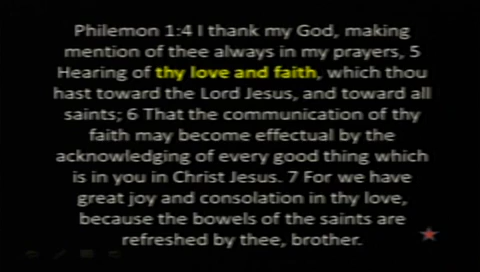 Philemon 1:4 I thank my God, making
mention of thee always in my prayers, 5
Hearing of thy love and faith, which thou
hast toward the Lord Jesus, and toward all
saints; 6 That the communication of thy
faith may become effectual by the
acknowledging of every good thing which
is in you in Christ Jesus. 7 For we have
great joy and consolation in thy love,
because the bowels of the saints are
refreshed by thee, brother.